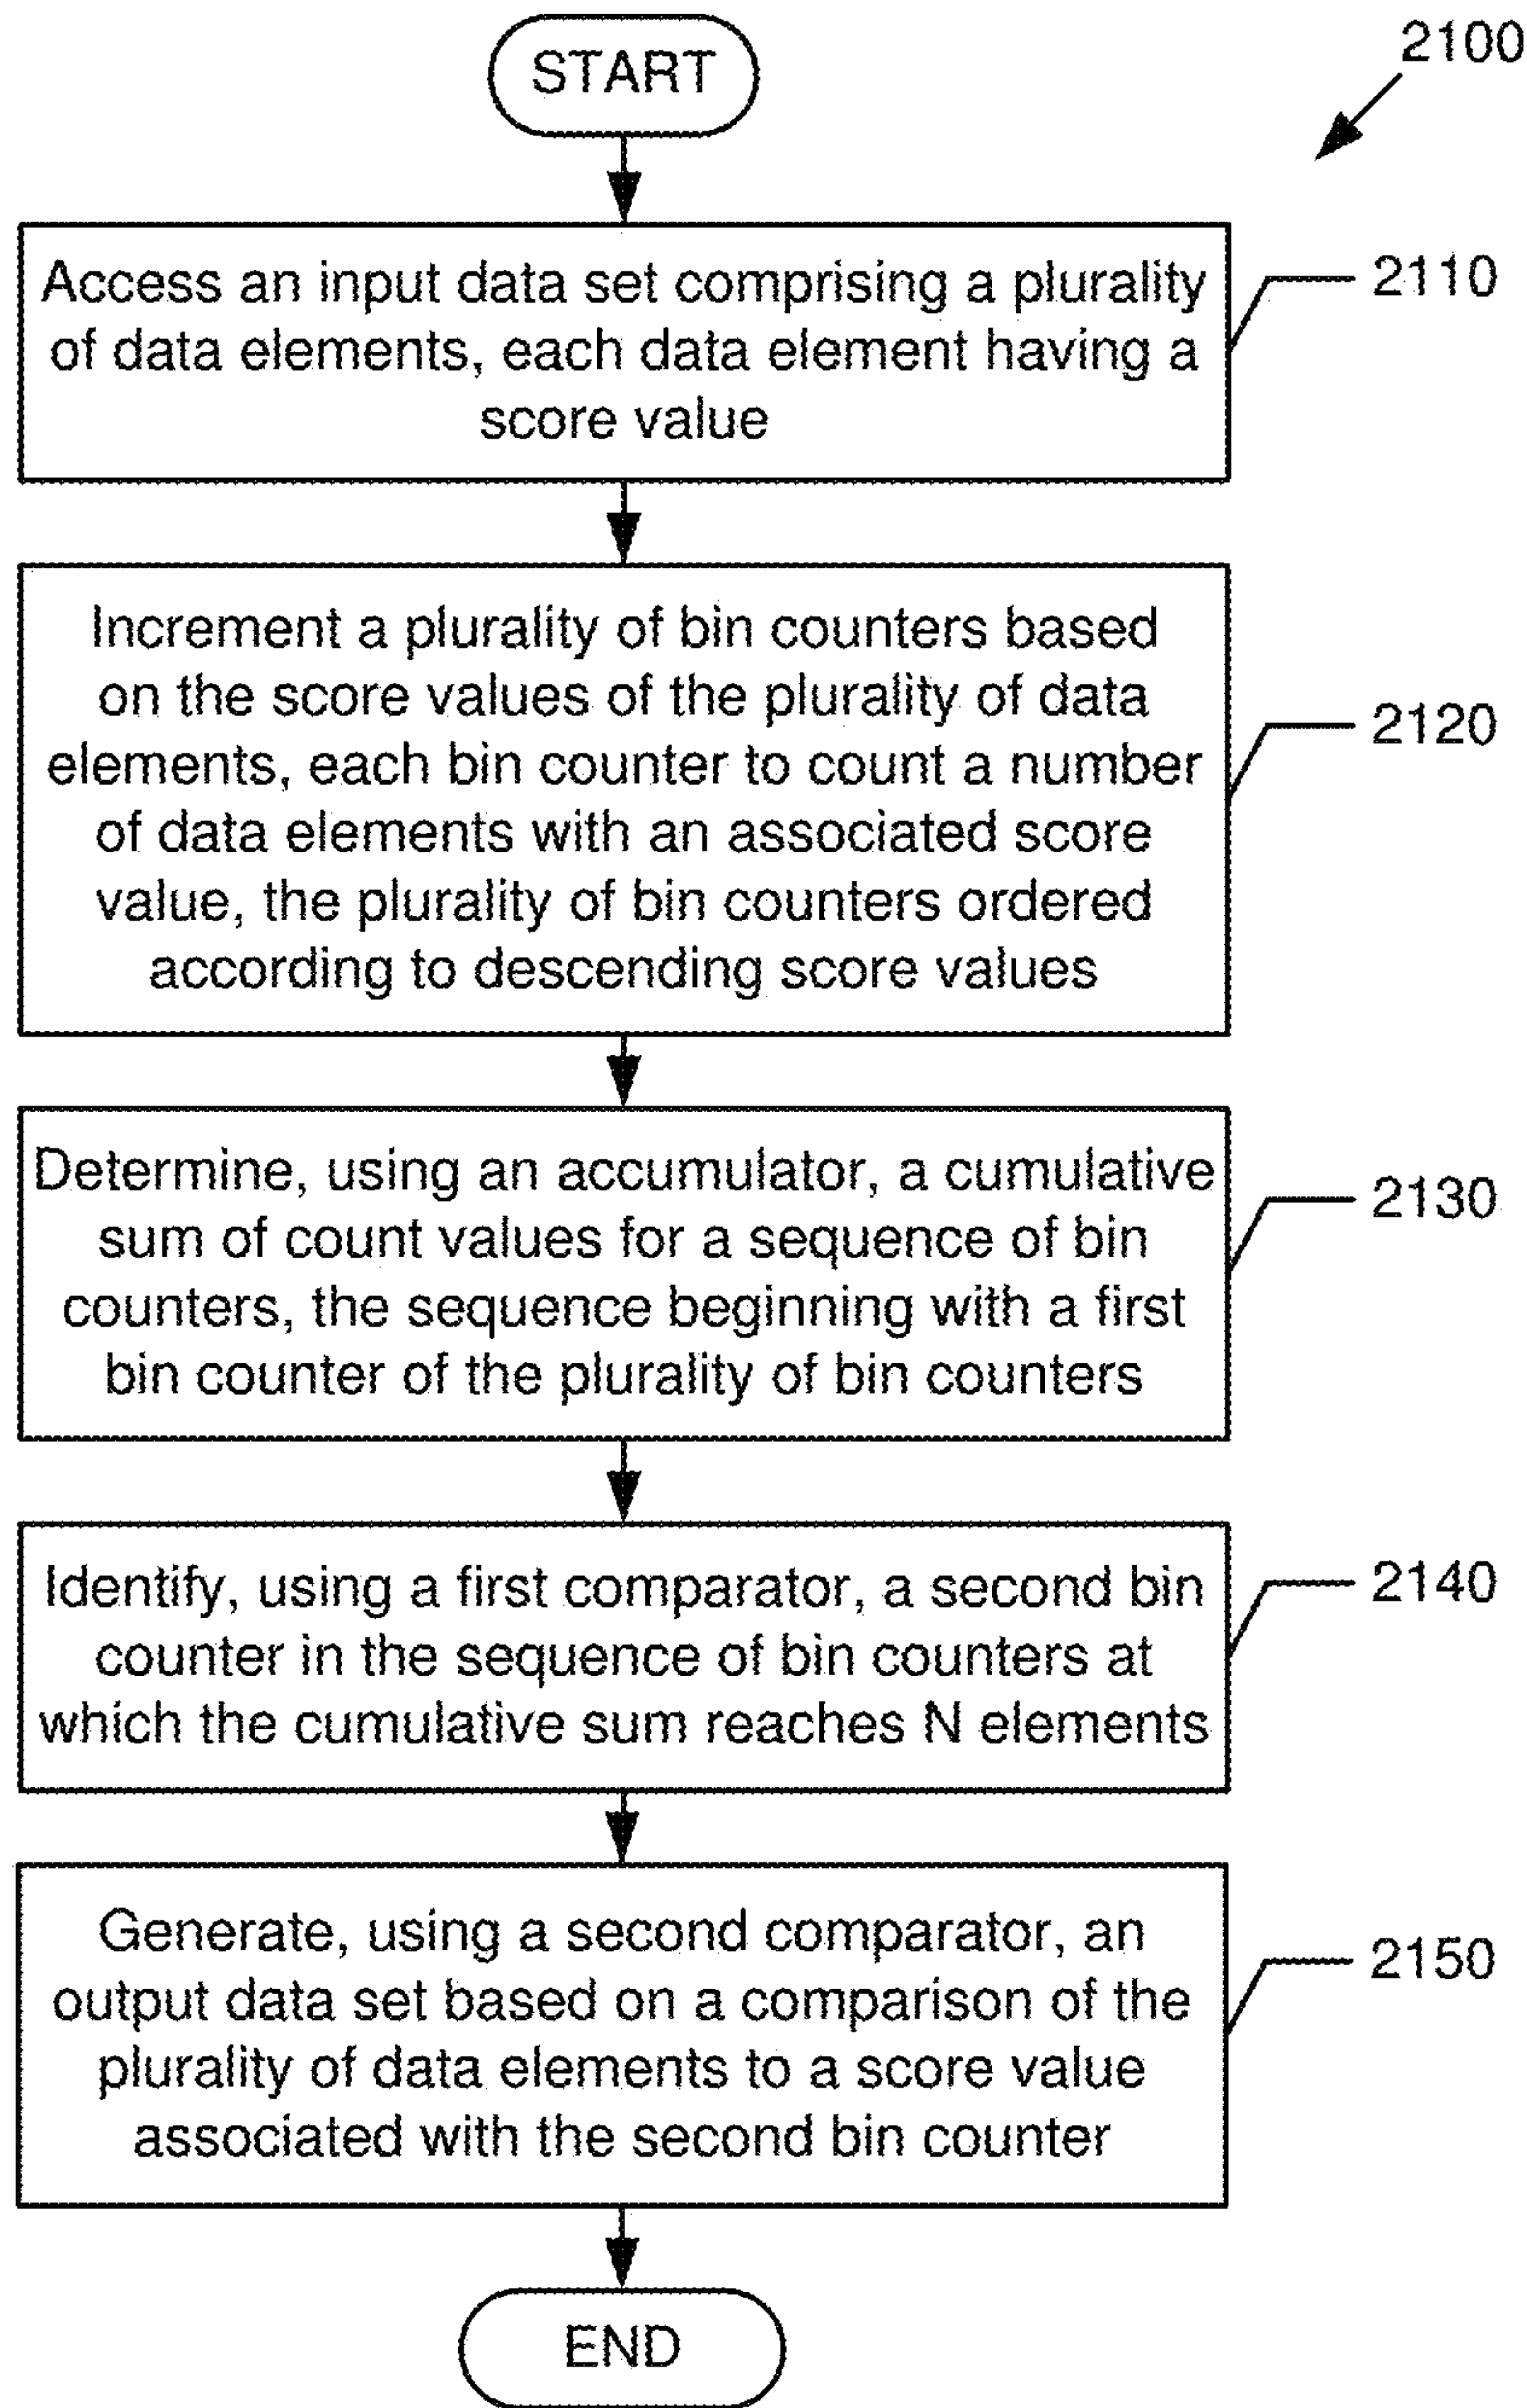 START
2100
Access an input data set comprising a plurality
of data elements, each data element having a
score value
2110
Increment a plurality of bin counters based
on the score values of the plurality of data
elements, each bin counter to count a number
of data elements with an associated score
value, the plurality of bin counters ordered
according to descending score values
2120
Determine, using an accumulator, a cumulative
sum of count values for a sequence of bin
counters, the sequence beginning with a first
bin counter of the plurality of bin counters
2130
Identify, using a first comparator, a second bin
counter in the sequence of bin counters at
which the cumulative sum reaches N elements
2140
Generate, using a second comparator, an
output data set based on a comparison of the
plurality of data elements to a score value
associated with the second bin counter
2150
END